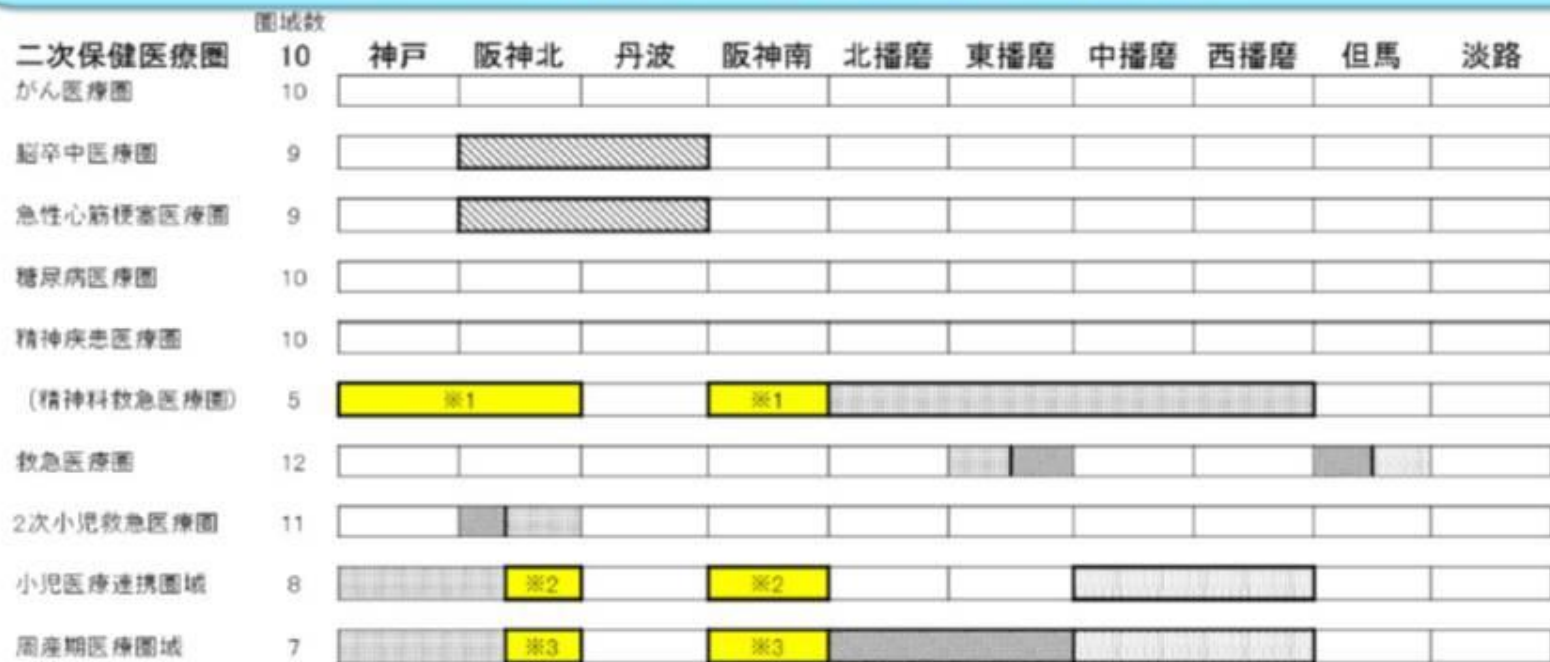 圏域数
二次保健医療圏 10 神戸 阪神北 丹波 阪神南 北播磨 東播磨 中播磨 西播磨 但馬 淡路
がん医療圏 10
脳卒中医療圏 9
急性心筋梗塞医療圏 9
糖尿病医療圏 10
精神疾患医療圏 10
(精神科救急医療圏) 5 ※1 ※1
救急医療圏 12
2次小児救急医療圏 11
小児医療連携圏域 8 ※2 ※2
周産期医療圏域 7 ※3 ※3